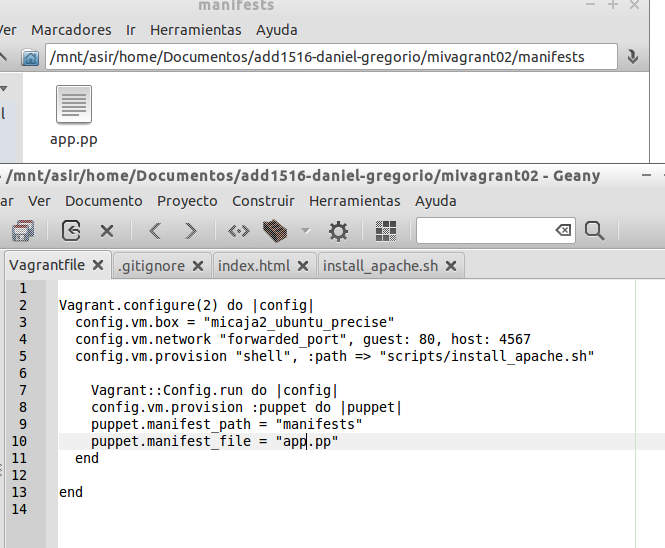 manifests
Ver Marcadores Ir Herramientas Ayuda
/mnt/asir/home/Documentos/add1516-daniel-gregorio/mivagrant02/manifests
app.pp
- /mnt/asir/home/Documentos/add1516-daniel-gregorio/mivagrant02 - Geany
ar Ver Documento Proyecto Construir Herramientas Ayuda
Vagrantfile .gitignore index.html install_apache.sh
1
2 Vagrant.configure(2) do |config|
3 config.vm.box = "micaja2_ubuntu_precise"
4 config.vm.network "forwarded_port", guest: 80, host: 4567
5 config.vm.provision "shell", :path => "scripts/install_apache.sh"
6
7 Vagrant::Config.run do |config|
8 config.vm.provision :puppet do |puppet|
9 puppet.manifest_path = "manifests"
10 puppet.manifest_file = "app.pp"
11 end
12
13 end
14